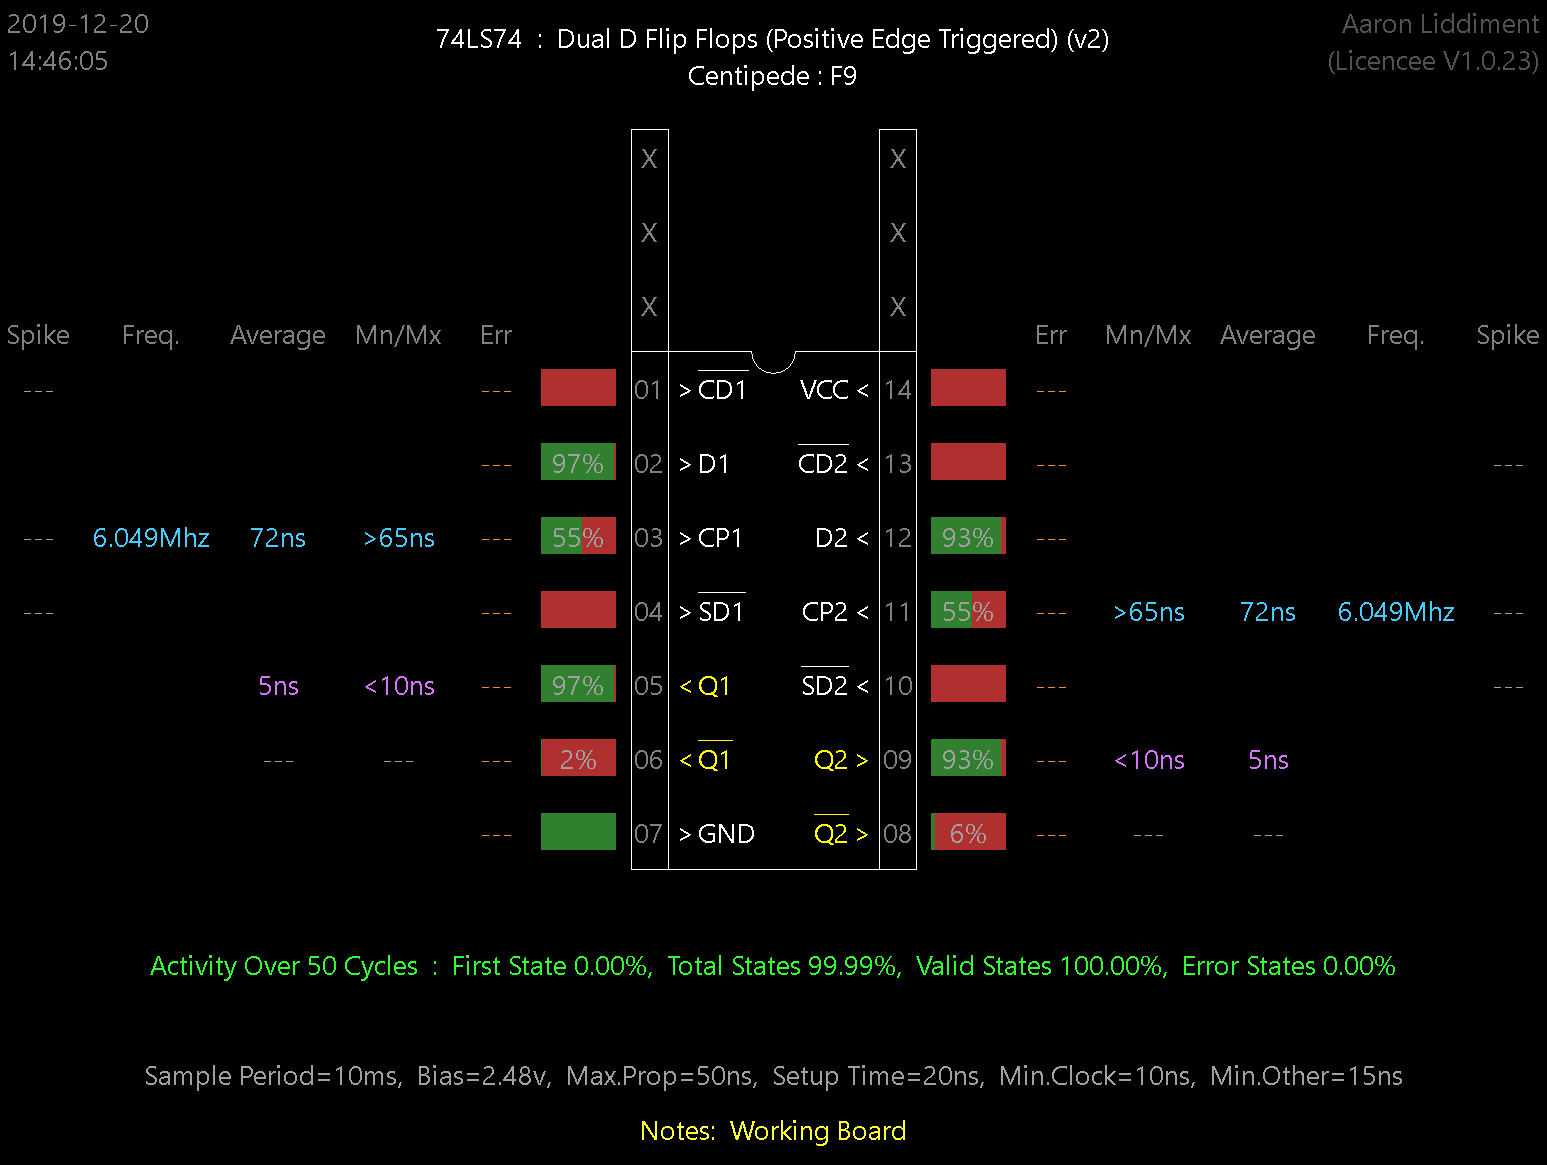 2019-12-20
14:46:05
74LS74 : Dual D Flip Flops (Positive Edge Triggered) (v2)
Centipede : F9
Aaron Liddiment
(Licencee V1.0.23)
X X
X X
X X
Spike Freq. Average Mn/Mx Err Err Mn/Mx Average Freq. Spike
--- --- 01 > CD1 VCC < 14 ---
--- 97% 02 > D1 CD2 < 13 --- ---
--- 6.049Mhz 72ns >65ns --- 55% 03 > CP1 D2 < 12 93% ---
--- --- 04 > SD1 CP2 < 11 55% --- >65ns 72ns 6.049Mhz ---
5ns <10ns --- 97% 05 < Q1 SD2 < 10 --- ---
--- --- --- 2% 06 < Q1 Q2 > 09 93% --- <10ns 5ns
--- 07 > GND Q2 > 08 6% --- --- ---
Activity Over 50 Cycles : First State 0.00%, Total States 99.99%, Valid States 100.00%, Error States 0.00%
Sample Period=10ms, Bias=2.48v, Max.Prop=50ns, Setup Time=20ns, Min.Clock=10ns, Min.Other=15ns
Notes: Working Board